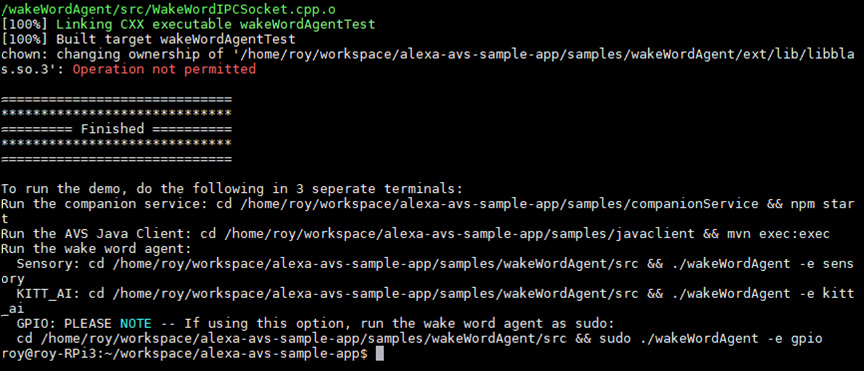 /wakeWordAgent/src/WakeWordIPCSocket.cpp.o
[100%] Linking CXX executable wakeWordAgentTest
[100%] Built target wakeWordAgentTest
chown: changing ownership of '/home/roy/workspace/alexa-avs-sample-app/samples/wakeWordAgent/ext/lib/libbla
s.so.3': Operation not permitted
=============================
*****************************
========= Finished ==========
*****************************
=============================
To run the demo, do the following in 3 seperate terminals:
Run the companion service: cd /home/roy/workspace/alexa-avs-sample-app/samples/companionService && npm star
t
Run the AVS Java Client: cd /home/roy/workspace/alexa-avs-sample-app/samples/javaclient && mvn exec:exec
Run the wake word agent:
  Sensory: cd /home/roy/workspace/alexa-avs-sample-app/samples/wakeWordAgent/src && ./wakeWordAgent -e sens
ory
  KITT_AI: cd /home/roy/workspace/alexa-avs-sample-app/samples/wakeWordAgent/src && ./wakeWordAgent -e kitt
_ai
  GPIO: PLEASE NOTE -- If using this option, run the wake word agent as sudo:
  cd /home/roy/workspace/alexa-avs-sample-app/samples/wakeWordAgent/src && sudo ./wakeWordAgent -e gpio
roy@roy-RPi3:~/workspace/alexa-avs-sample-app$